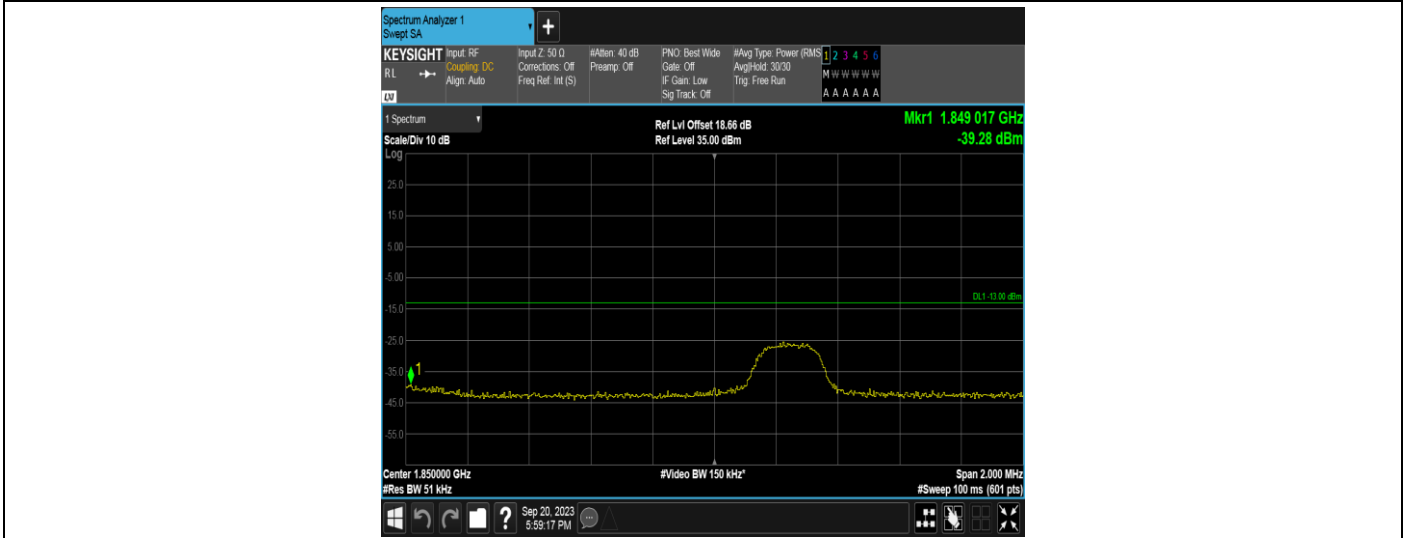 Spectrum Analyzer 1
Swept SA
+
KEYSIGHT Input: RF Input Z: 50 Ω #Atten: 40 dB PNO: Best Wide #Avg Type: Power (RMS 1 2 3 4 5 6
RL Coupling: DC Corrections: Off Preamp: Off Gate: Off Avg|Hold: 30/30 M W W W W W
Align: Auto Freq Ref: Int (S) IF Gain: Low Trig: Free Run
LXI Sig Track: Off A A A A A A
1 Spectrum Ref Lvl Offset 18.66 dB Mkr1 1.849 017 GHz
Scale/Div 10 dB Ref Level 35.00 dBm -39.28 dBm
Log
25.0
15.0
5.00
-5.00
DL1 -13.00 dBm
-15.0
-25.0
-35.0 1
-45.0
-55.0
Center 1.850000 GHz #Video BW 150 kHz* Span 2.000 MHz
#Res BW 51 kHz #Sweep 100 ms (601 pts)
? Sep 20, 2023
5:59:17 PM